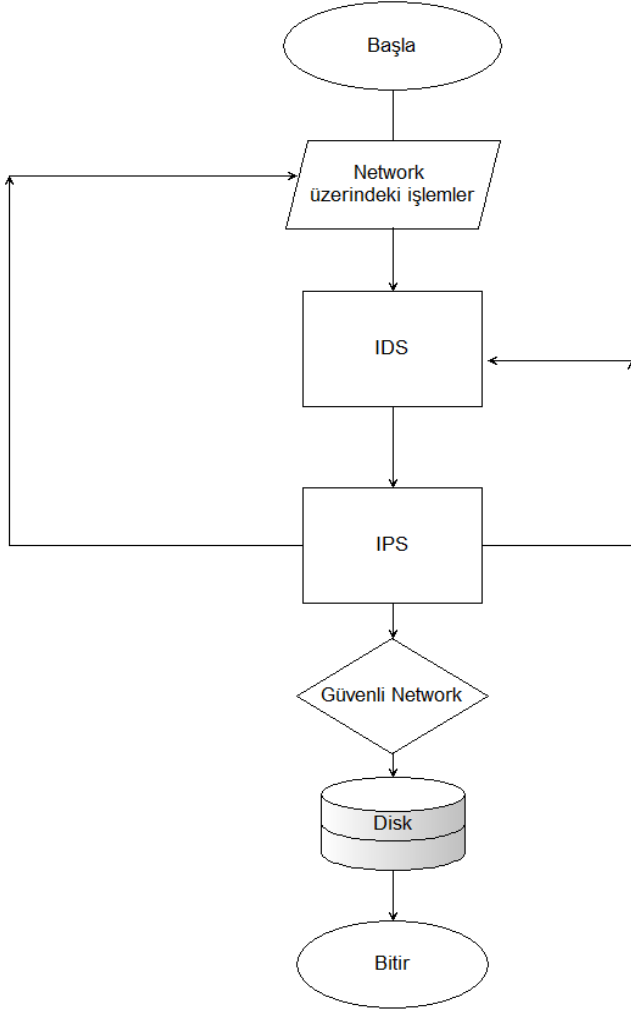 Başla
Network
üzerindeki işlemler
IDS
IPS
Güvenli Network
Disk
Bitir